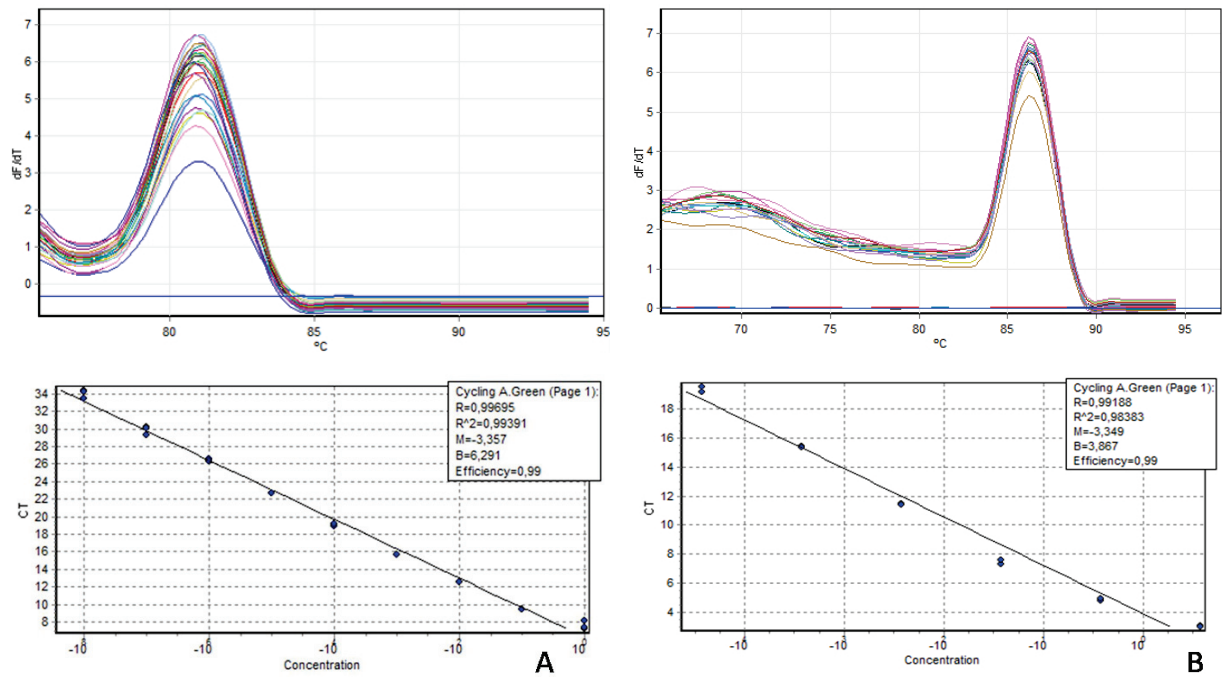 7
6
5
4
3
2
1
0
dF/dT
80
85
90
95
ºC
7
6
5
4
3
2
1
0
dF/dT
70
75
80
85
90
95
ºC
34
32
30
28
26
24
22
20
18
16
14
12
10
8
CT
Cycling A.Green (Page 1):
R=0,99695
R^2=0,99391
M=-3,357
B=6,291
Efficiency=0,99
Concentration
A
18
16
14
12
10
8
6
4
CT
Cycling A.Green (Page 1):
R=0,99188
R^2=0,98383
M=-3,349
B=3,867
Efficiency=0,99
Concentration
B